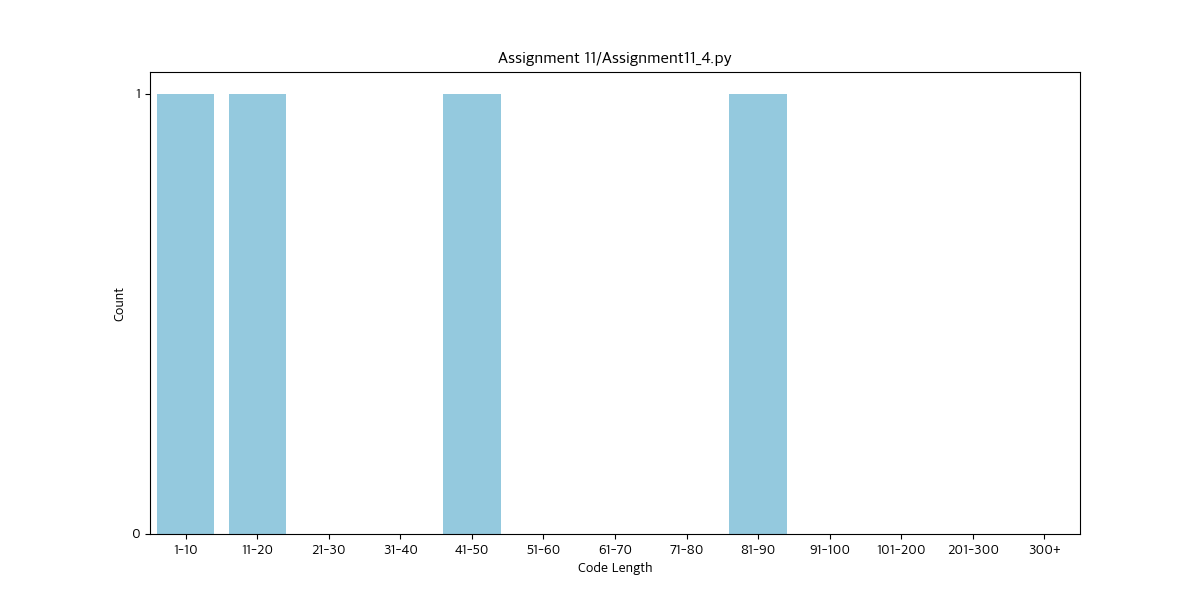 Assignment 11/Assignment11_4.py
1
Count
0
1-10 11-20 21-30 31-40 41-50 51-60 61-70 71-80 81-90 91-100 101-200 201-300 300+
Code Length